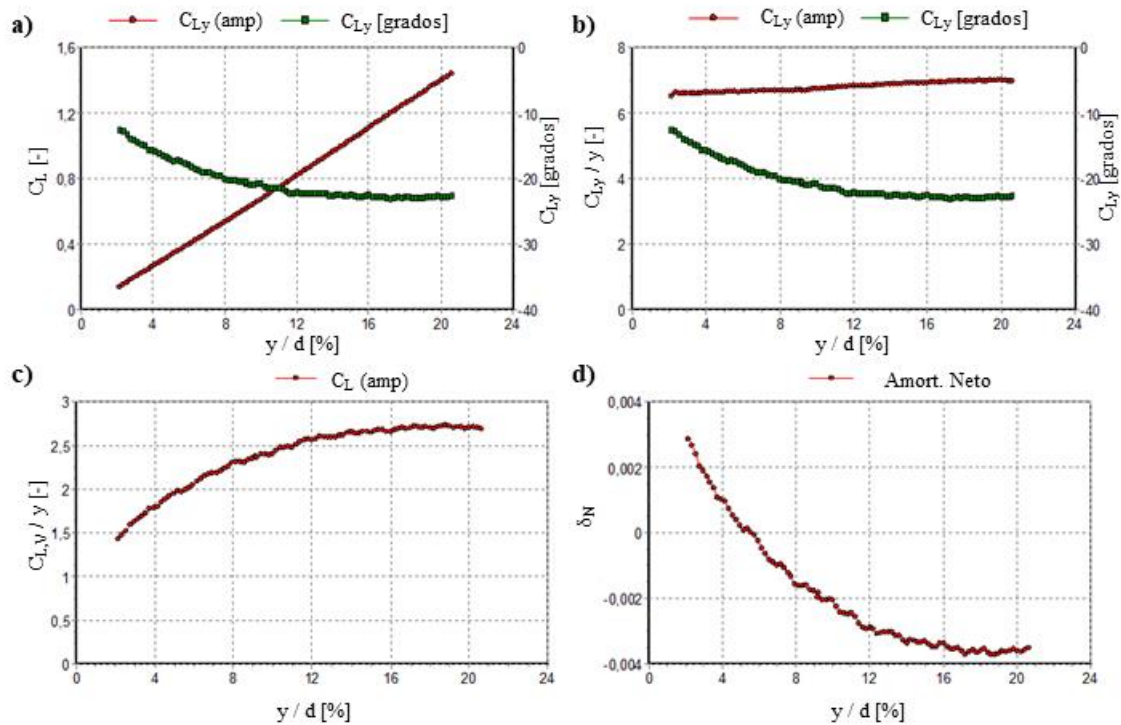 a) C_Ly (amp) C_Ly [grados]
C_L [-]
1.6
1.2
0.8
0.4
0
0
-10
-20
-30
-40
C_Ly [grados]
0 4 8 12 16 20 24
y / d [%]
b) C_Ly (amp) C_Ly [grados]
C_Ly / y [-]
8
6
4
2
0
0
-10
-20
-30
-40
C_Ly [grados]
0 4 8 12 16 20 24
y / d [%]
c) C_L (amp)
C_L,V / y [-]
3
2.5
2
1.5
1
0,5
0
0 4 8 12 16 20 24
y / d [%]
d) Amort. Neto
δ_N
0,004
0,002
0
-0,002
-0,004
0 4 8 12 16 20 24
y / d [%]